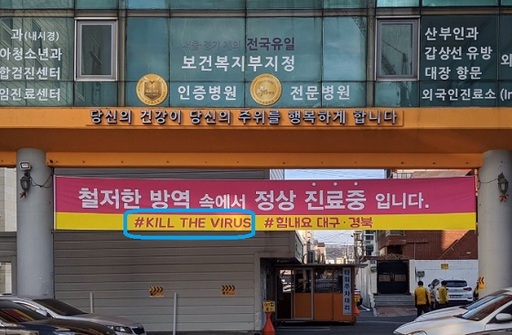 과(내시경)
아청소년과
합검진센터
임진료센터
전국유일
보건복지부지정
인증병원 전문병원
산부인과
갑상선 유방
대장 항문
외국인진료소
당신의 건강이 당신의 주위를 행복하게 합니다
철저한 방역 속에서 정상 진료중 입니다.
#KILL THE VIRUS #힘내요 대구·경북